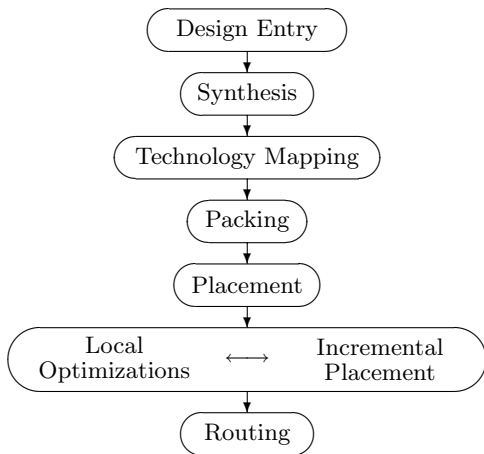 Design Entry
Synthesis
Technology Mapping
Packing
Placement
Local
Optimizations
⟷
Incremental
Placement
Routing